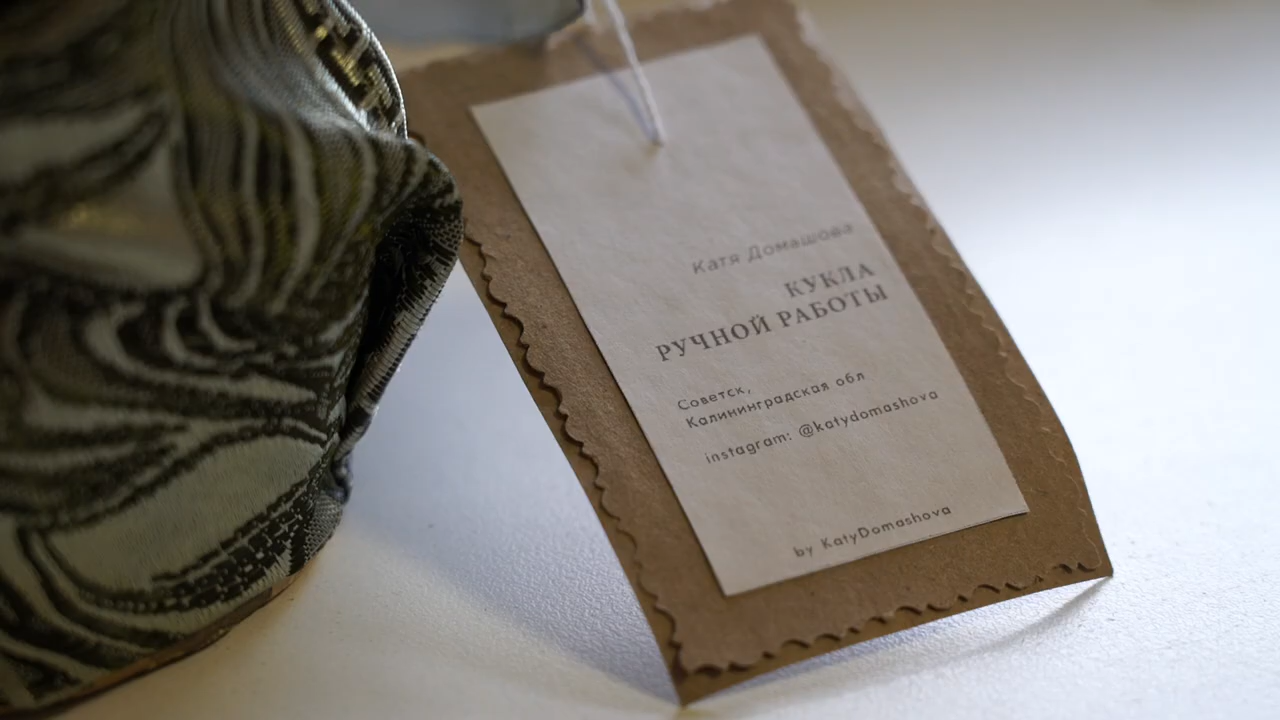 Катя Домашова
КУКЛА
РУЧНОЙ РАБОТЫ
Советск,
Калининградская обл
instagram: @katydomashova
by KatyDomashova